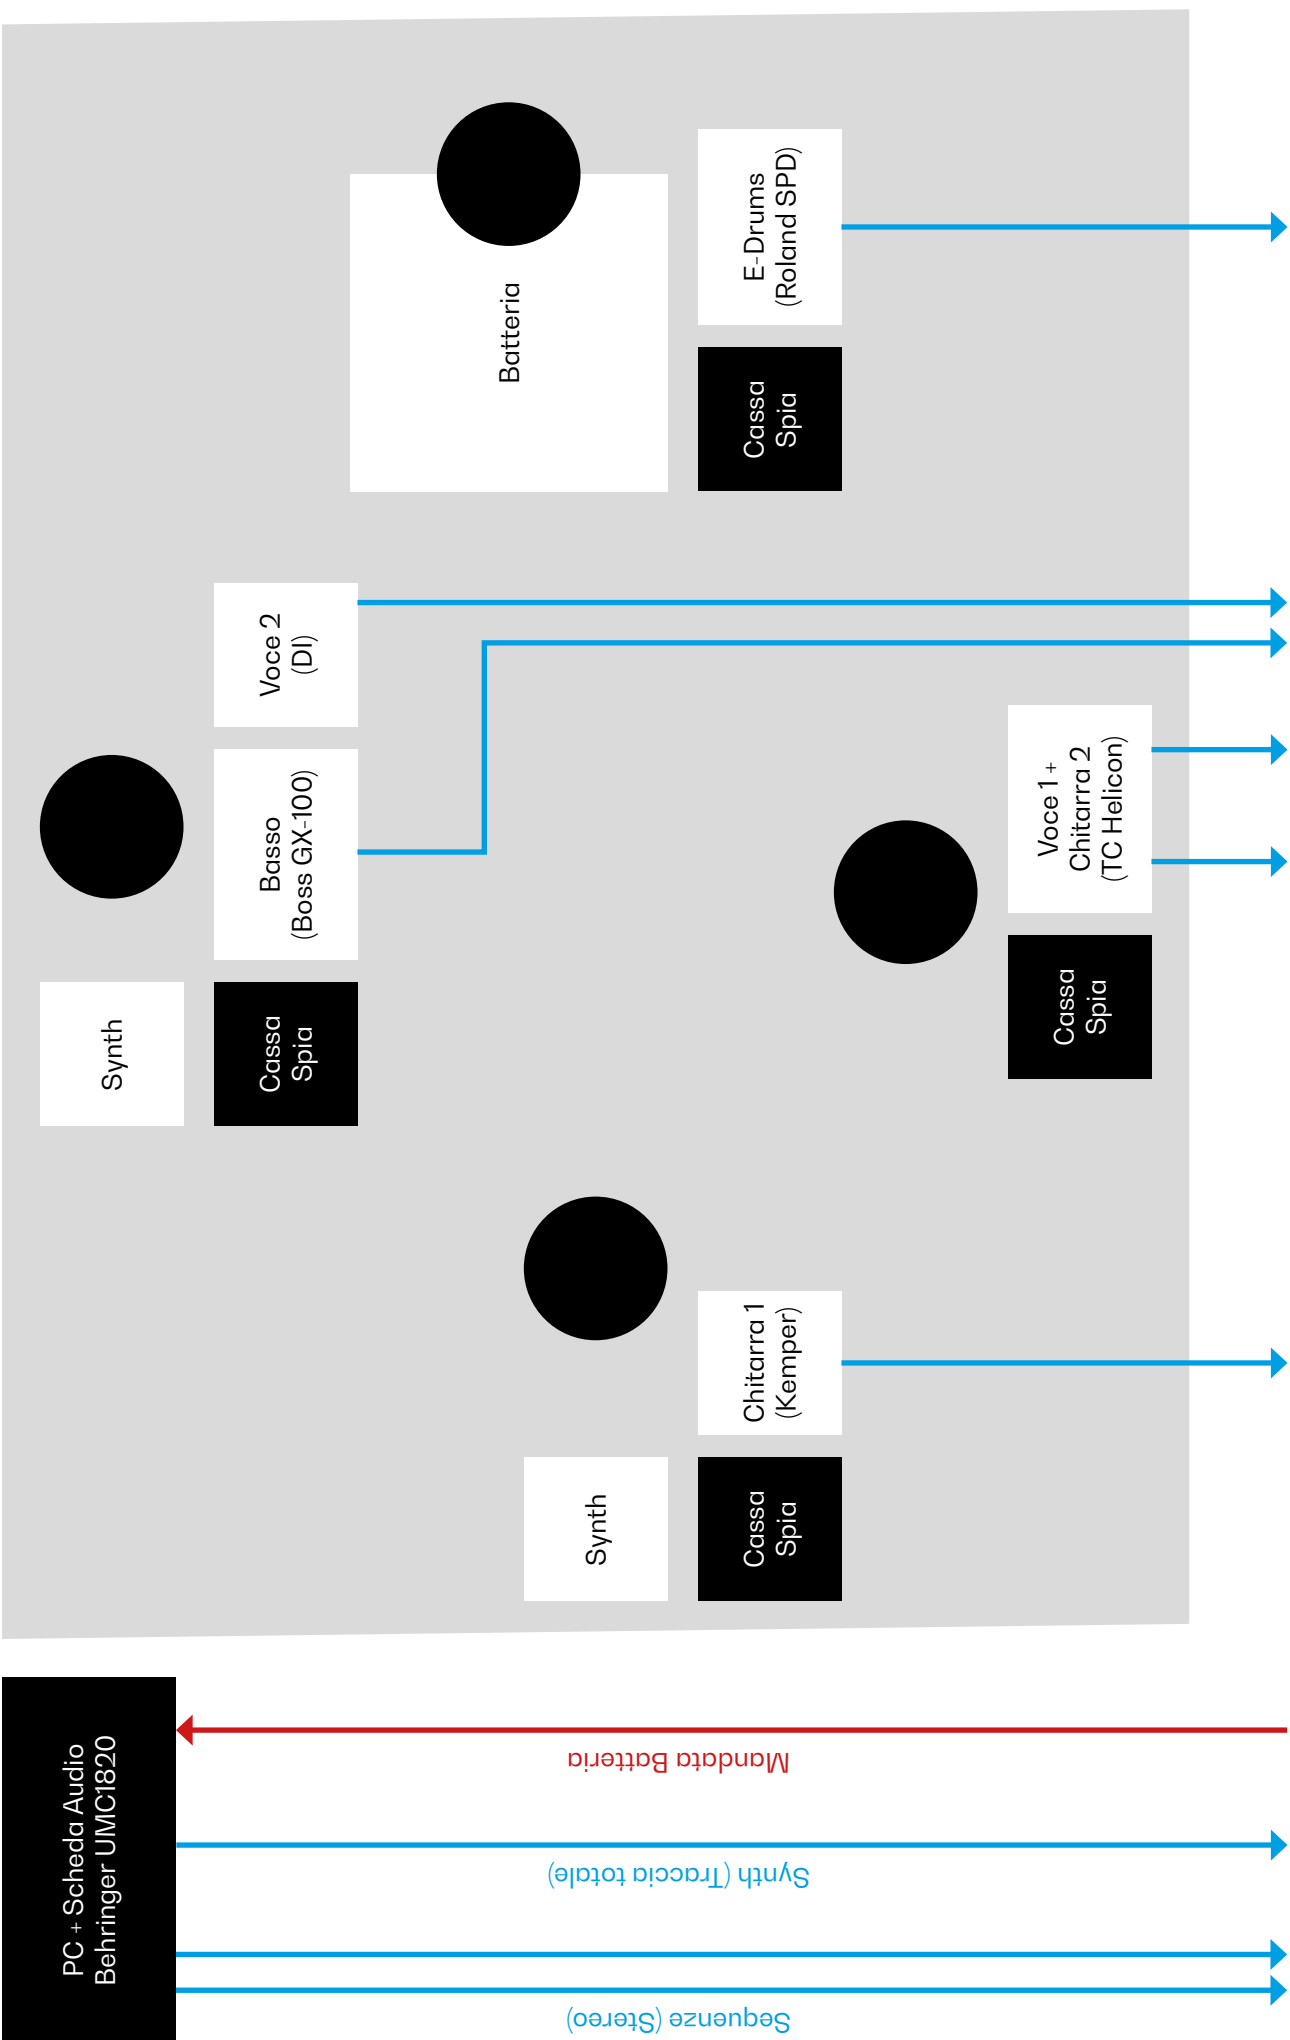 Batteria
E-Drums
(Roland SPD)
Cassa
Spia
Voce 2
(DI)
Basso
(Boss GX-100)
Synth
Cassa
Spia
Voce 1 +
Chitarra 2
(TC Helicon)
Cassa
Spia
Chitarra 1
(Kemper)
Synth
Cassa
Spia
PC + Scheda Audio
Behringer UMC1820
Mandata Batteria
Synth (Traccia totale)
Sequenze (Stereo)